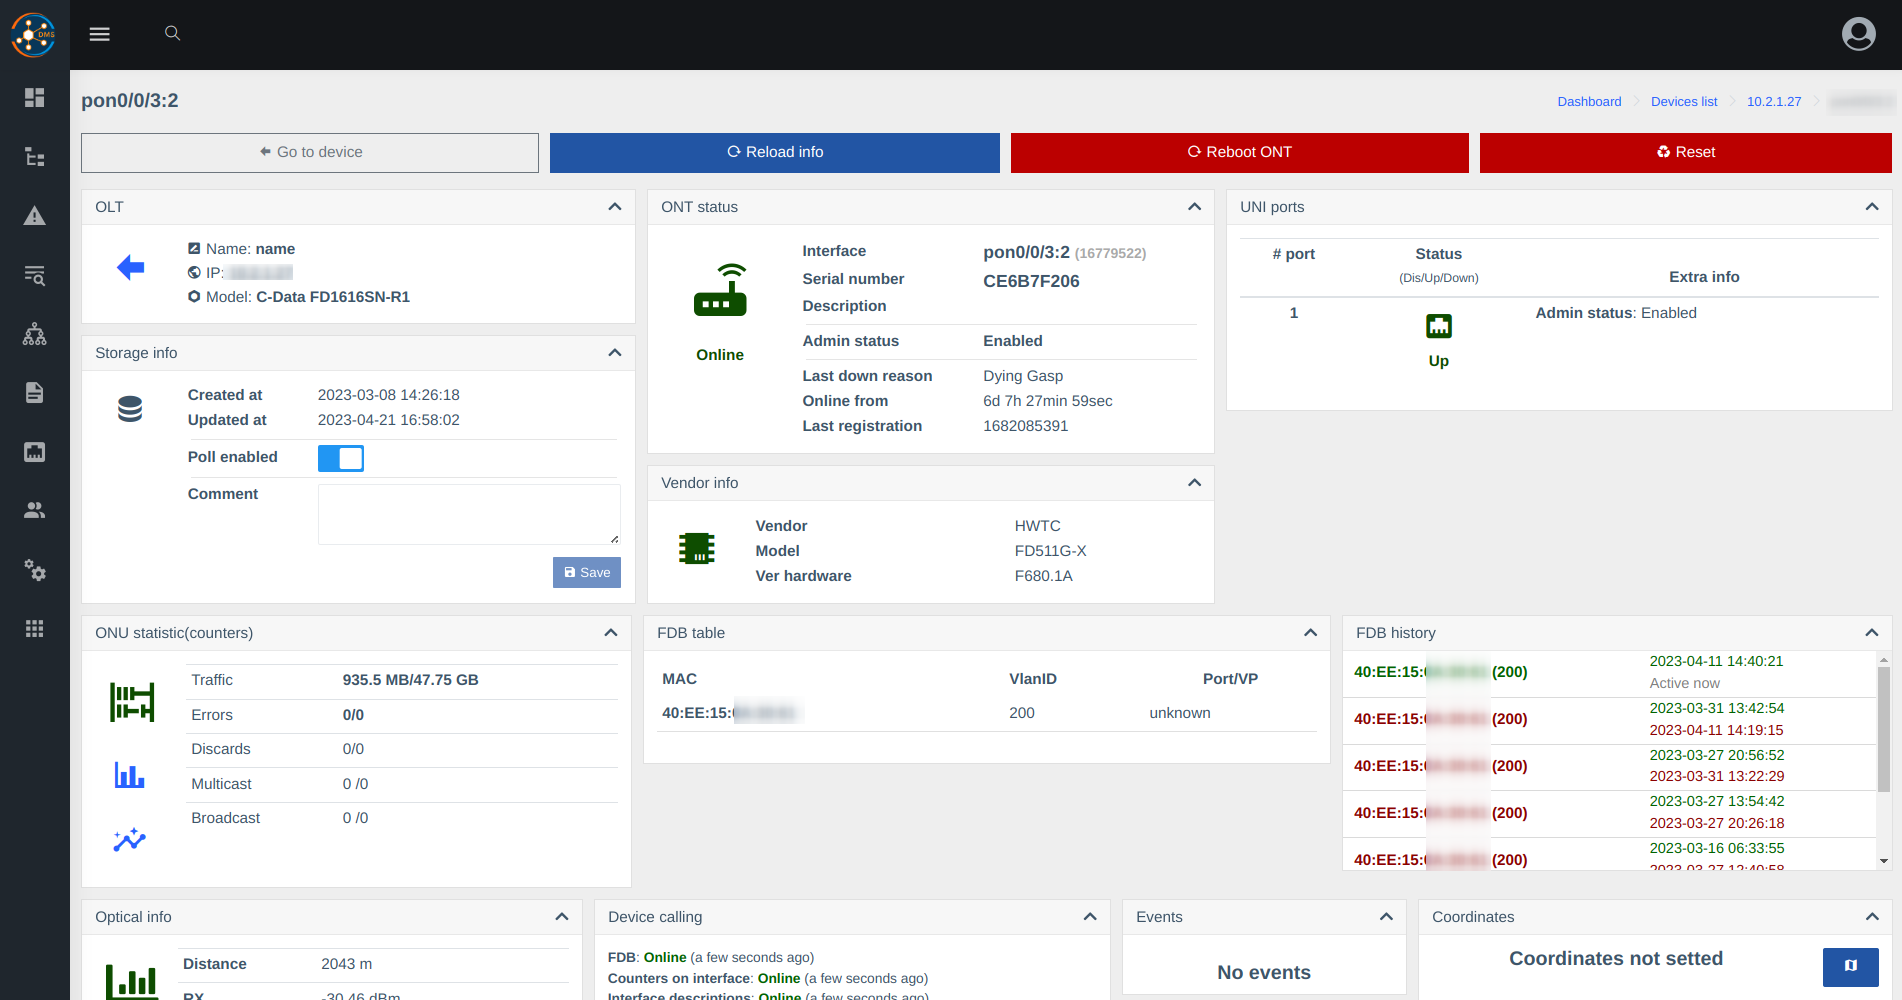 DMS
pon0/0/3:2
Dashboard
Devices list
10.2.1.27
Go to device
Reload info
Reboot ONT
Reset
OLT
Name: name
IP:
Model: C-Data FD1616SN-R1
Storage info
Created at 2023-03-08 14:26:18
Updated at 2023-04-21 16:58:02
Poll enabled
Comment
Save
ONT status
Online
Interface pon0/0/3:2 (16779522)
Serial number CE6B7F206
Description
Admin status Enabled
Last down reason Dying Gasp
Online from 6d 7h 27min 59sec
Last registration 1682085391
Vendor info
Vendor HWTC
Model FD511G-X
Ver hardware F680.1A
UNI ports
# port Status Extra info
(Dis/Up/Down)
1 Admin status: Enabled
Up
ONU statistic(counters)
Traffic 935.5 MB/47.75 GB
Errors 0/0
Discards 0/0
Multicast 0 /0
Broadcast 0 /0
FDB table
MAC VlanID Port/VP
40:EE:15: 200 unknown
FDB history
40:EE:15: (200) 2023-04-11 14:40:21
Active now
40:EE:15: (200) 2023-03-31 13:42:54
2023-04-11 14:19:15
40:EE:15: (200) 2023-03-27 20:56:52
2023-03-31 13:22:29
40:EE:15: (200) 2023-03-27 13:54:42
2023-03-27 20:26:18
40:EE:15: (200) 2023-03-16 06:33:55
2023-03-27 12:40:58
Optical info
Distance 2043 m
RX -30.46 dBm
Device calling
FDB: Online (a few seconds ago)
Counters on interface: Online (a few seconds ago)
Interface descriptions: Online (a few seconds ago)
Events
No events
Coordinates
Coordinates not setted